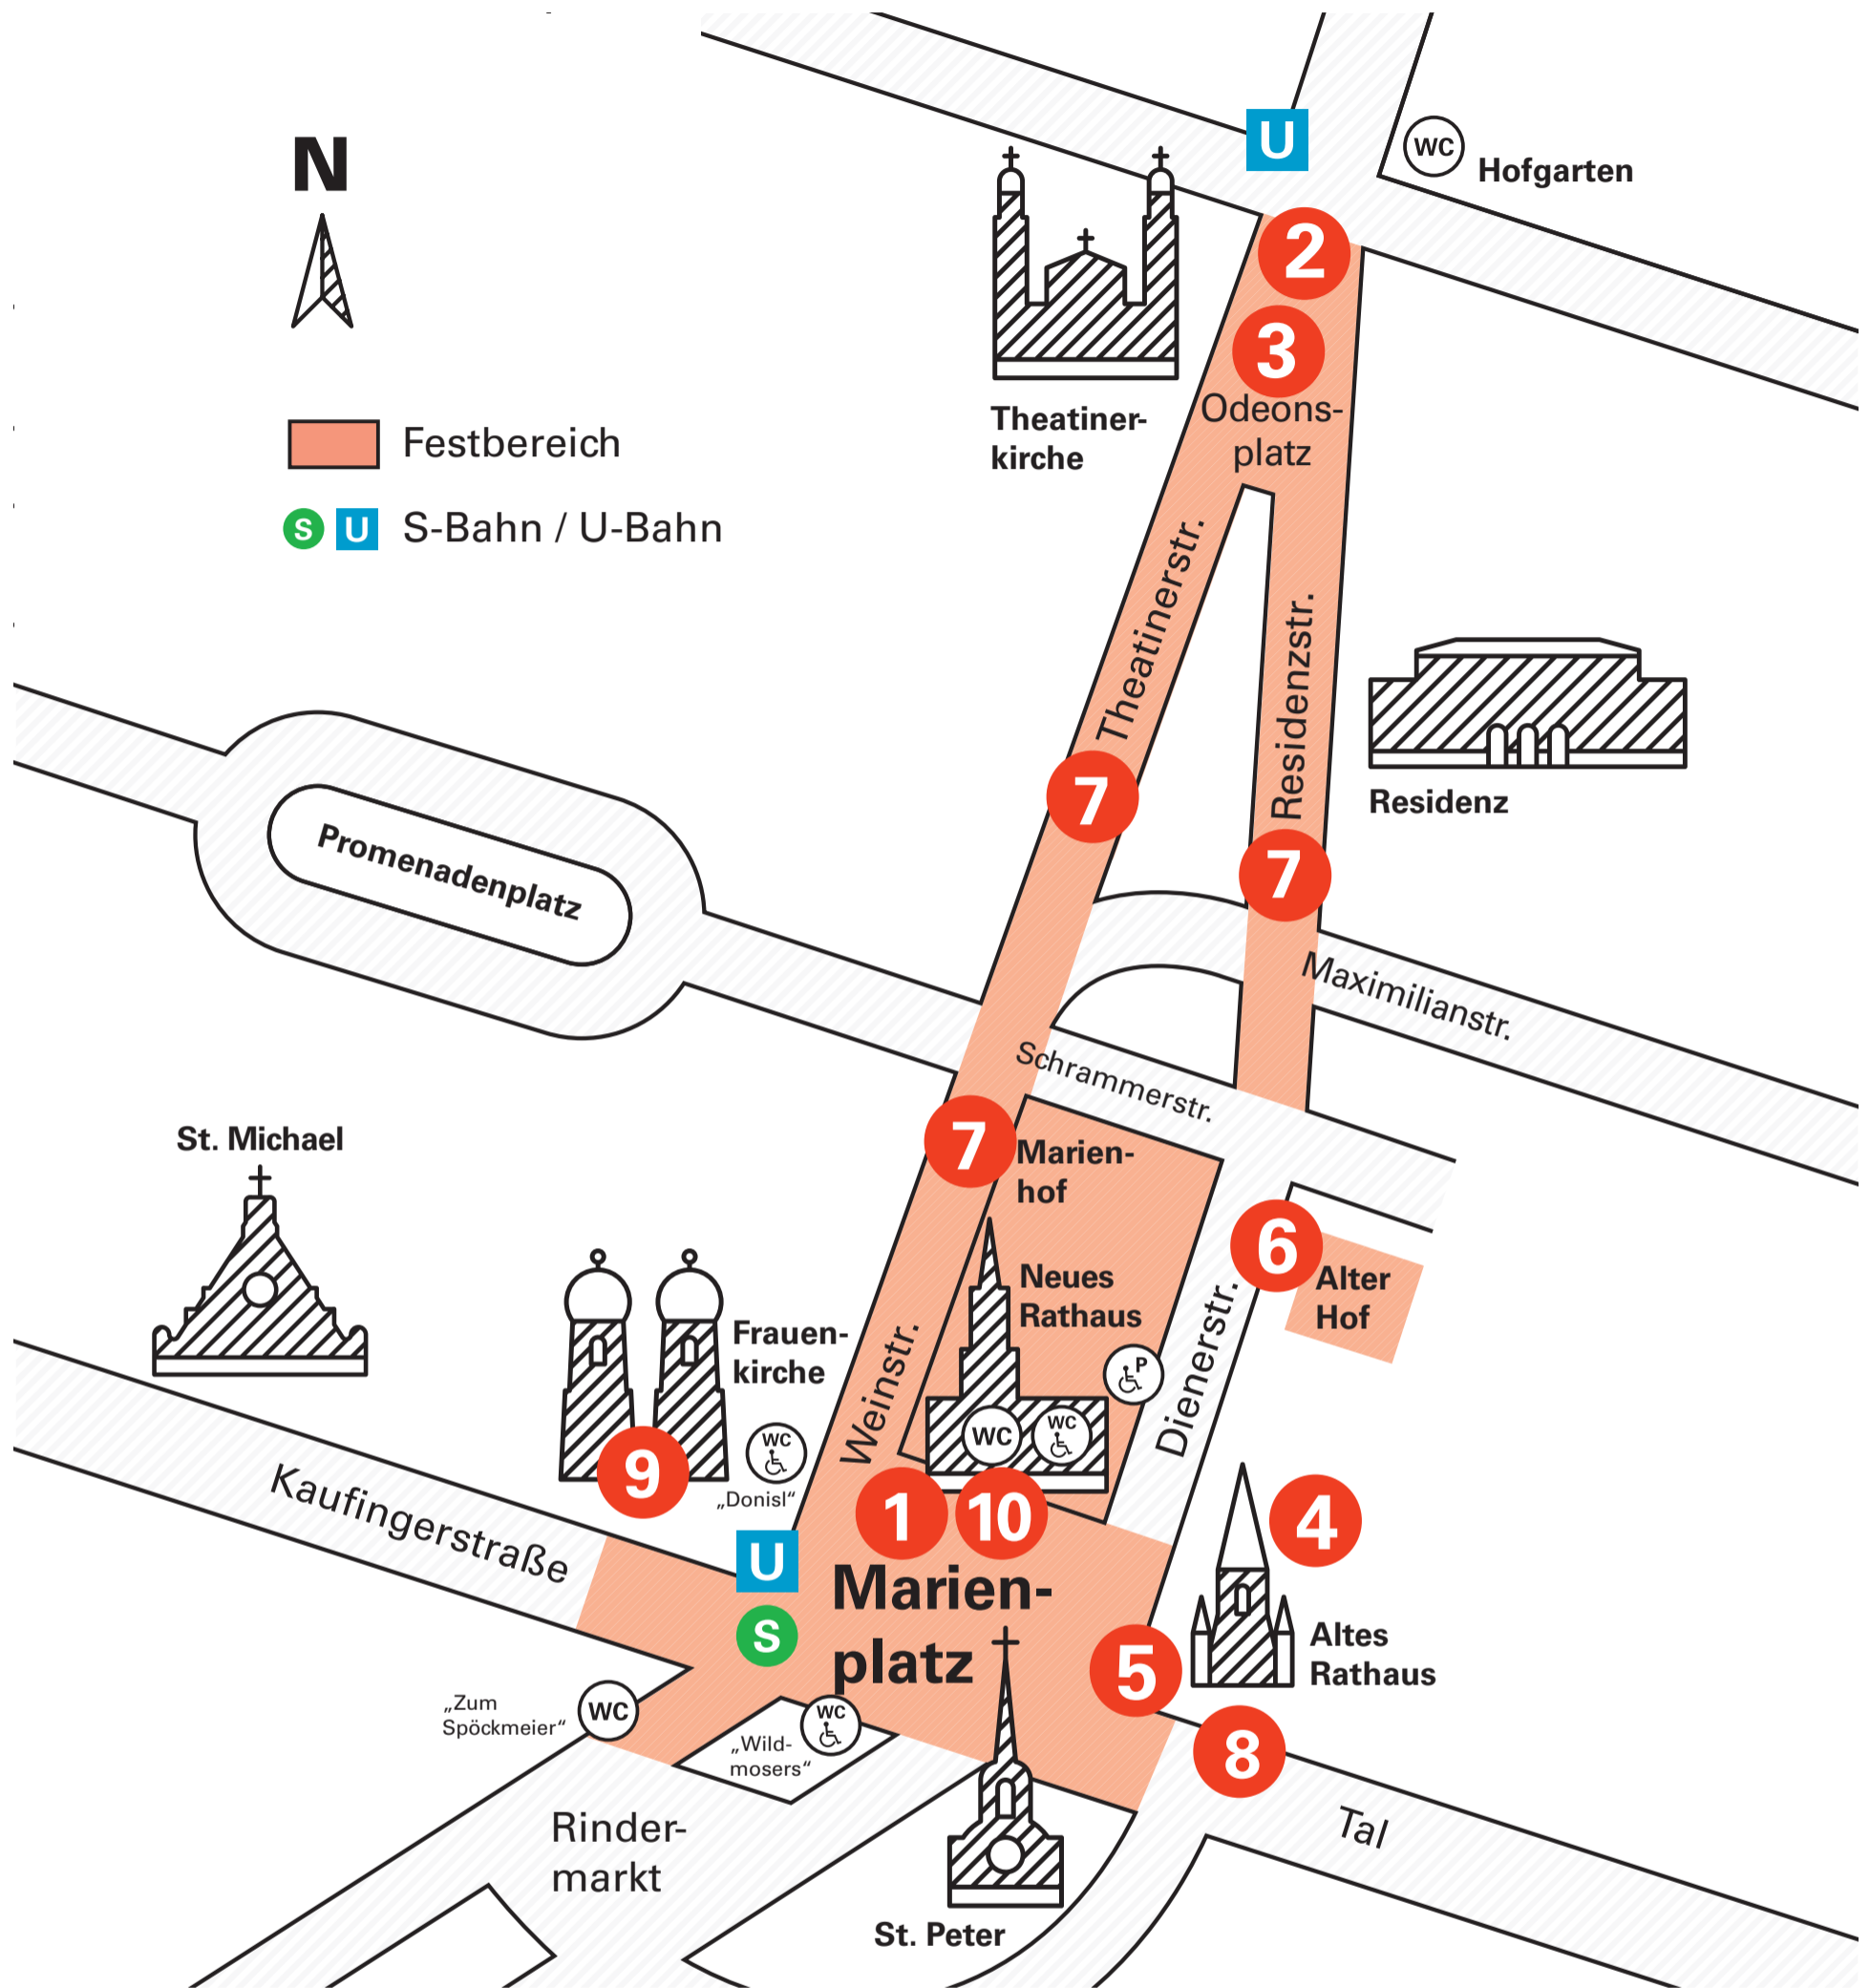 N
Festbereich
S U S-Bahn / U-Bahn
U
WC Hofgarten
2
3
Odeons-
platz
Theatiner-
kirche
Theatinerstr.
Residenzstr.
Residenz
7
7
Promenadenplatz
Maximilianstr.
Schrammerstr.
7
Marien-
hof
St. Michael
6
Alter
Hof
Neues
Rathaus
P
Frauen-
kirche
Weinstr.
Dienerstr.
WC
„Donisl“
WC
WC
9
Kaufingerstraße
1
10
4
U
S
Marien-
platz
5
Altes
Rathaus
„Zum
Spöckmeier“
WC
WC
„Wild-
mosers“
8
Tal
Rinder-
markt
St. Peter